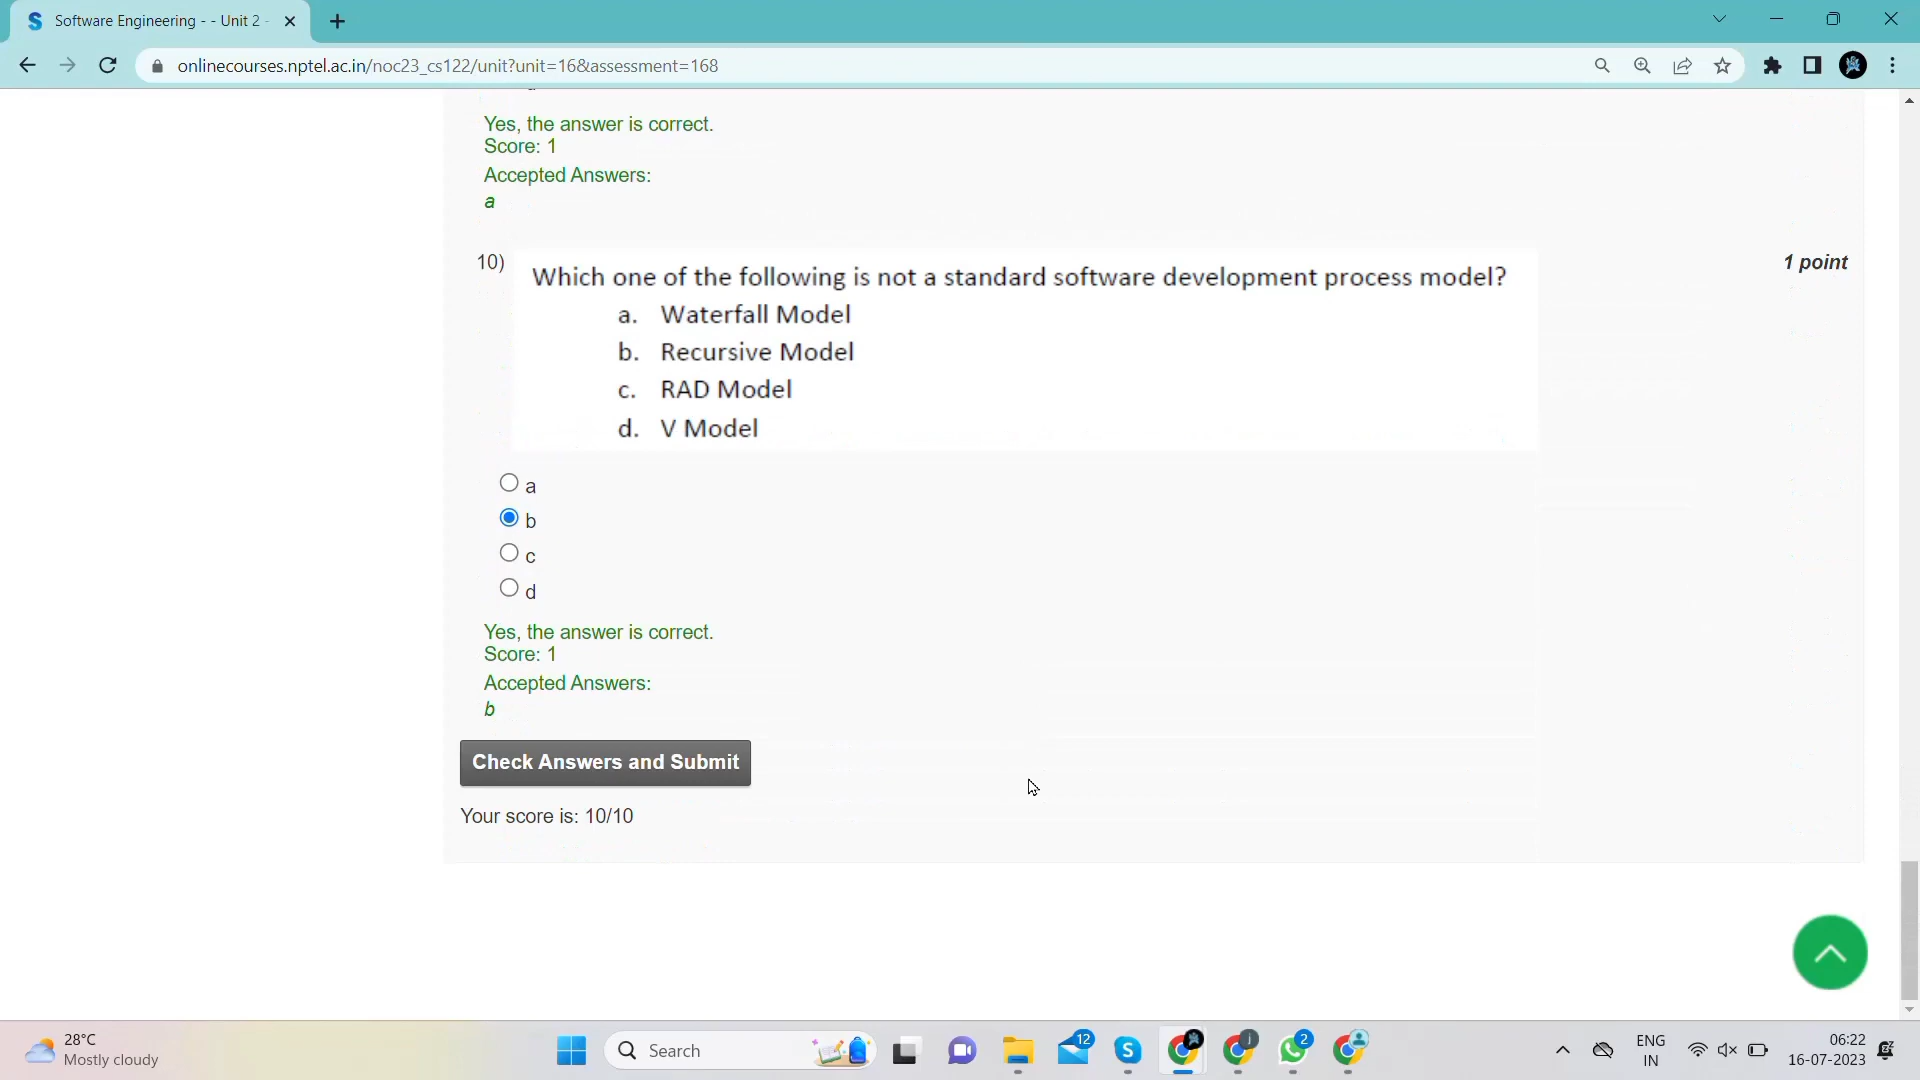 Software Engineering - - Unit 2 -
onlinecourses.nptel.ac.in/noc23_cs122/unit?unit=16&assessment=168
Yes, the answer is correct.
Score: 1
Accepted Answers:
a
10)
Which one of the following is not a standard software development process model?
1 point
a. Waterfall Model
b. Recursive Model
c. RAD Model
d. V Model
a
b
c
d
Yes, the answer is correct.
Score: 1
Accepted Answers:
b
Check Answers and Submit
Your score is: 10/10
28°C
Mostly cloudy
Search
12
2
ENG
IN
06:22
16-07-2023